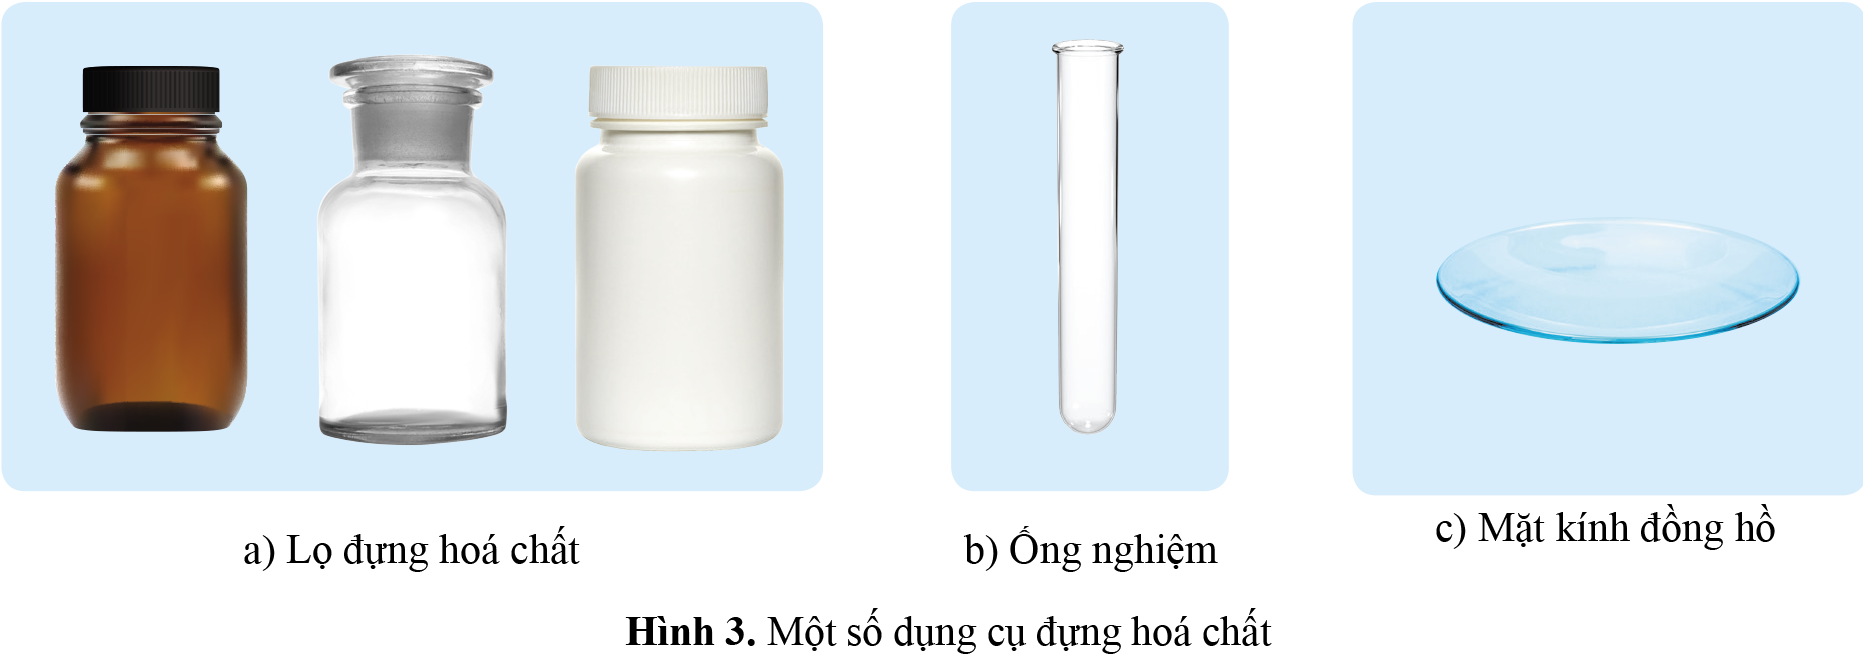 a) Lọ đựng hoá chất
b) Ống nghiệm
c) Mặt kính đồng hồ
Hình 3. Một số dụng cụ đựng hoá chất